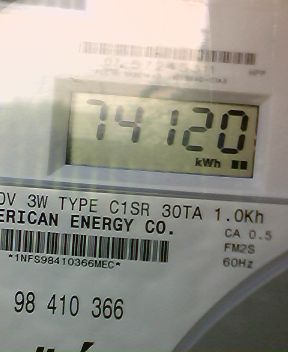 74120
kWh
0V 3W TYPE C1SR 30TA 1.0Kh
ERICAN ENERGY CO.
CA 0.5
FM2S
60Hz
*1NFS98410366MEC*
98 410 366